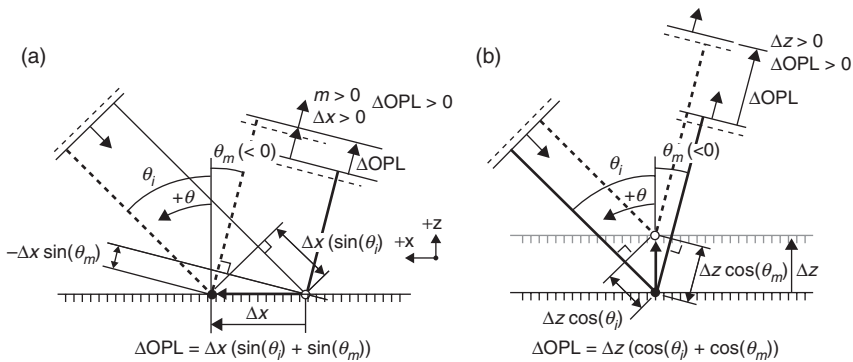 (a)
m > 0
Δx > 0
ΔOPL > 0
θm (<0)
ΔOPL
θi
+θ
−Δx sin(θm)
Δx (sin(θi)
+x
+z
Δx
ΔOPL = Δx (sin(θi) + sin(θm))
(b)
Δz > 0
ΔOPL > 0
ΔOPL
θm (<0)
θi
+θ
Δz cos(θm)
Δz
Δz cos(θi)
ΔOPL = Δz (cos(θi) + cos(θm))